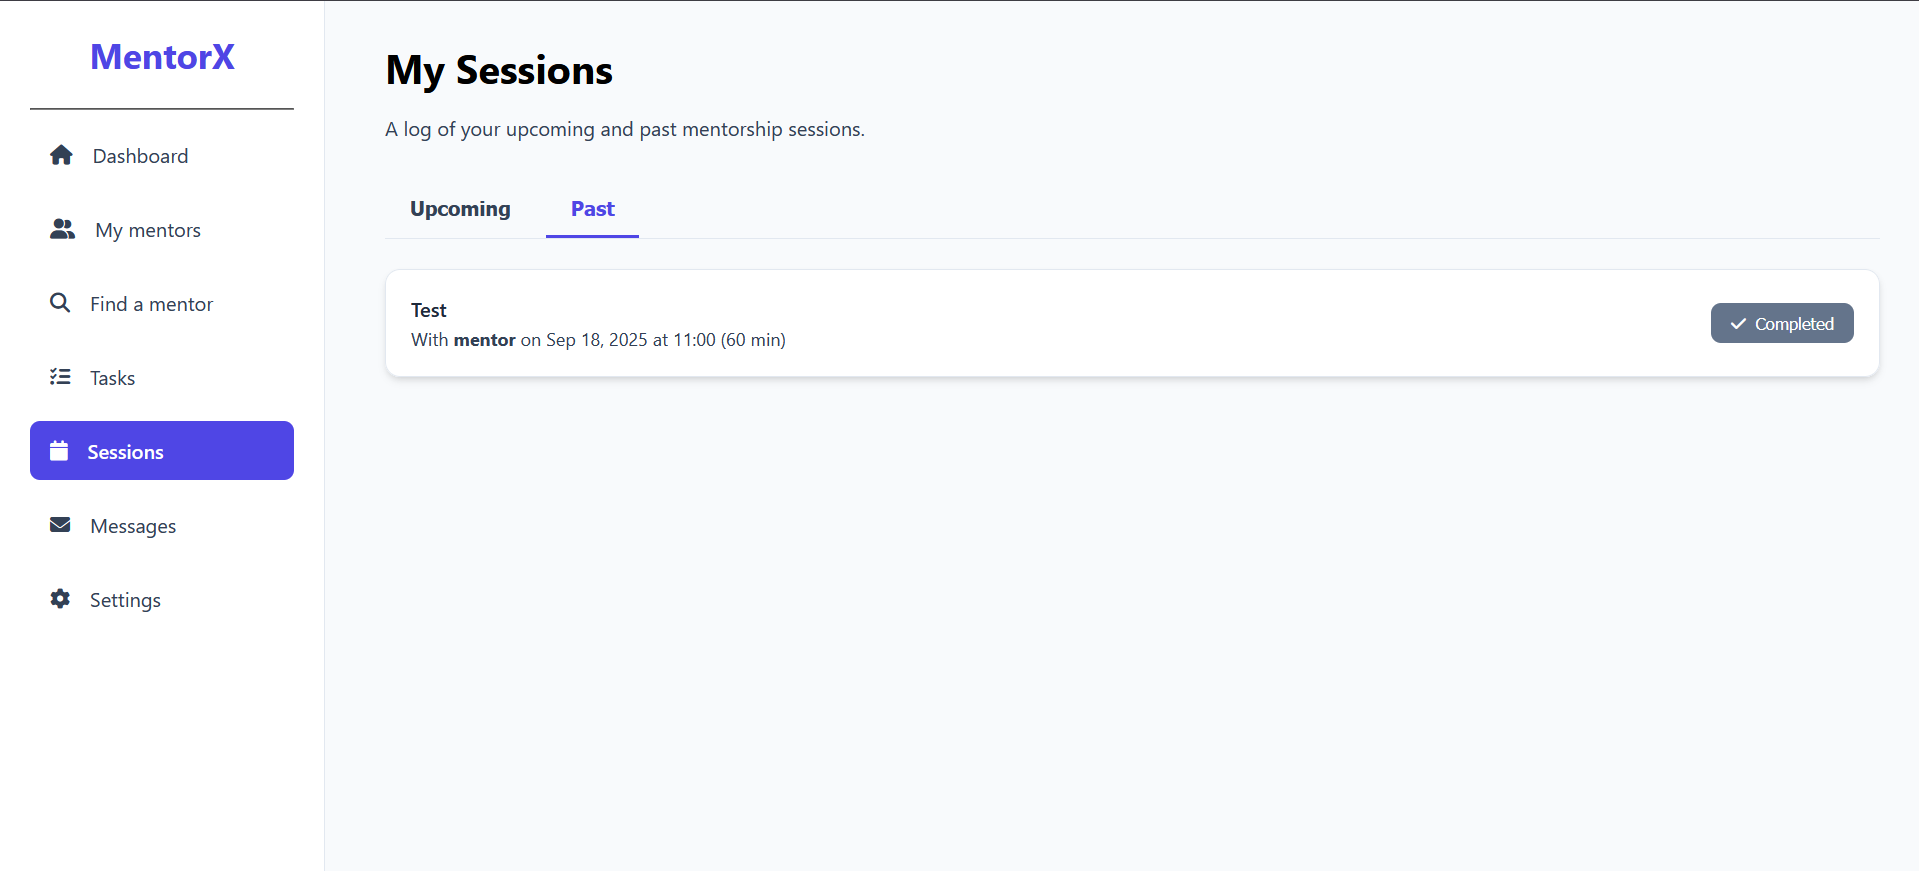 MentorX
Dashboard
My mentors
Find a mentor
Tasks
Sessions
Messages
Settings
My Sessions
A log of your upcoming and past mentorship sessions.
Upcoming Past
Test
With mentor on Sep 18, 2025 at 11:00 (60 min)
Completed